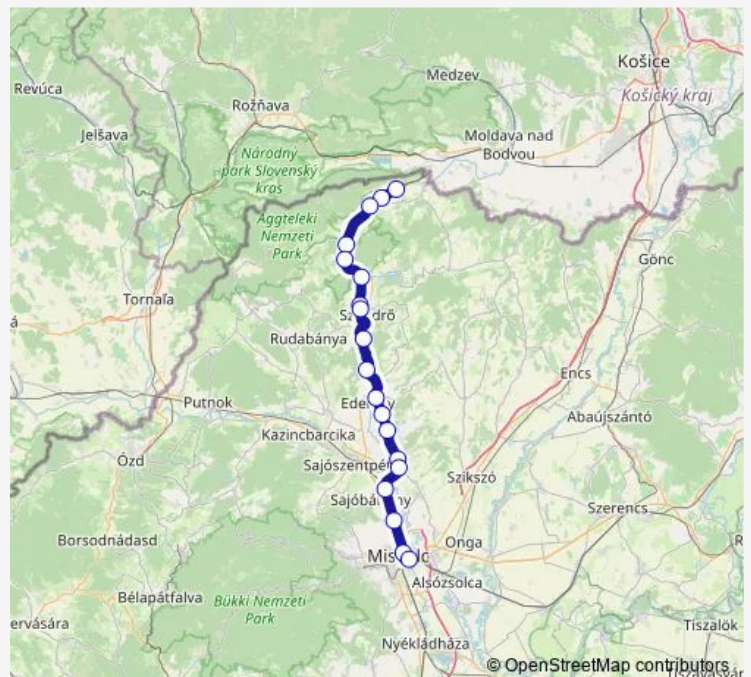 Košice
Medzev
Revúca
Košický kraj
Rožňava
Jelšava
Moldava nad
Bodvou
Národný
park Slovenský
kras
Aggteleki
Nemzeti
Park
Gönc
Tornaľa
Rudabánya
Encs
Putnok
Abaújszántó
Kazincbarcika
Ózd
Szikszó
Szerencs
Borsodnádasd
Onga
Alsózsolca
Bélapátfalva
Bükki Nemzeti
Park
Tiszalök
Nyékládháza
© OpenStreetMap contributors